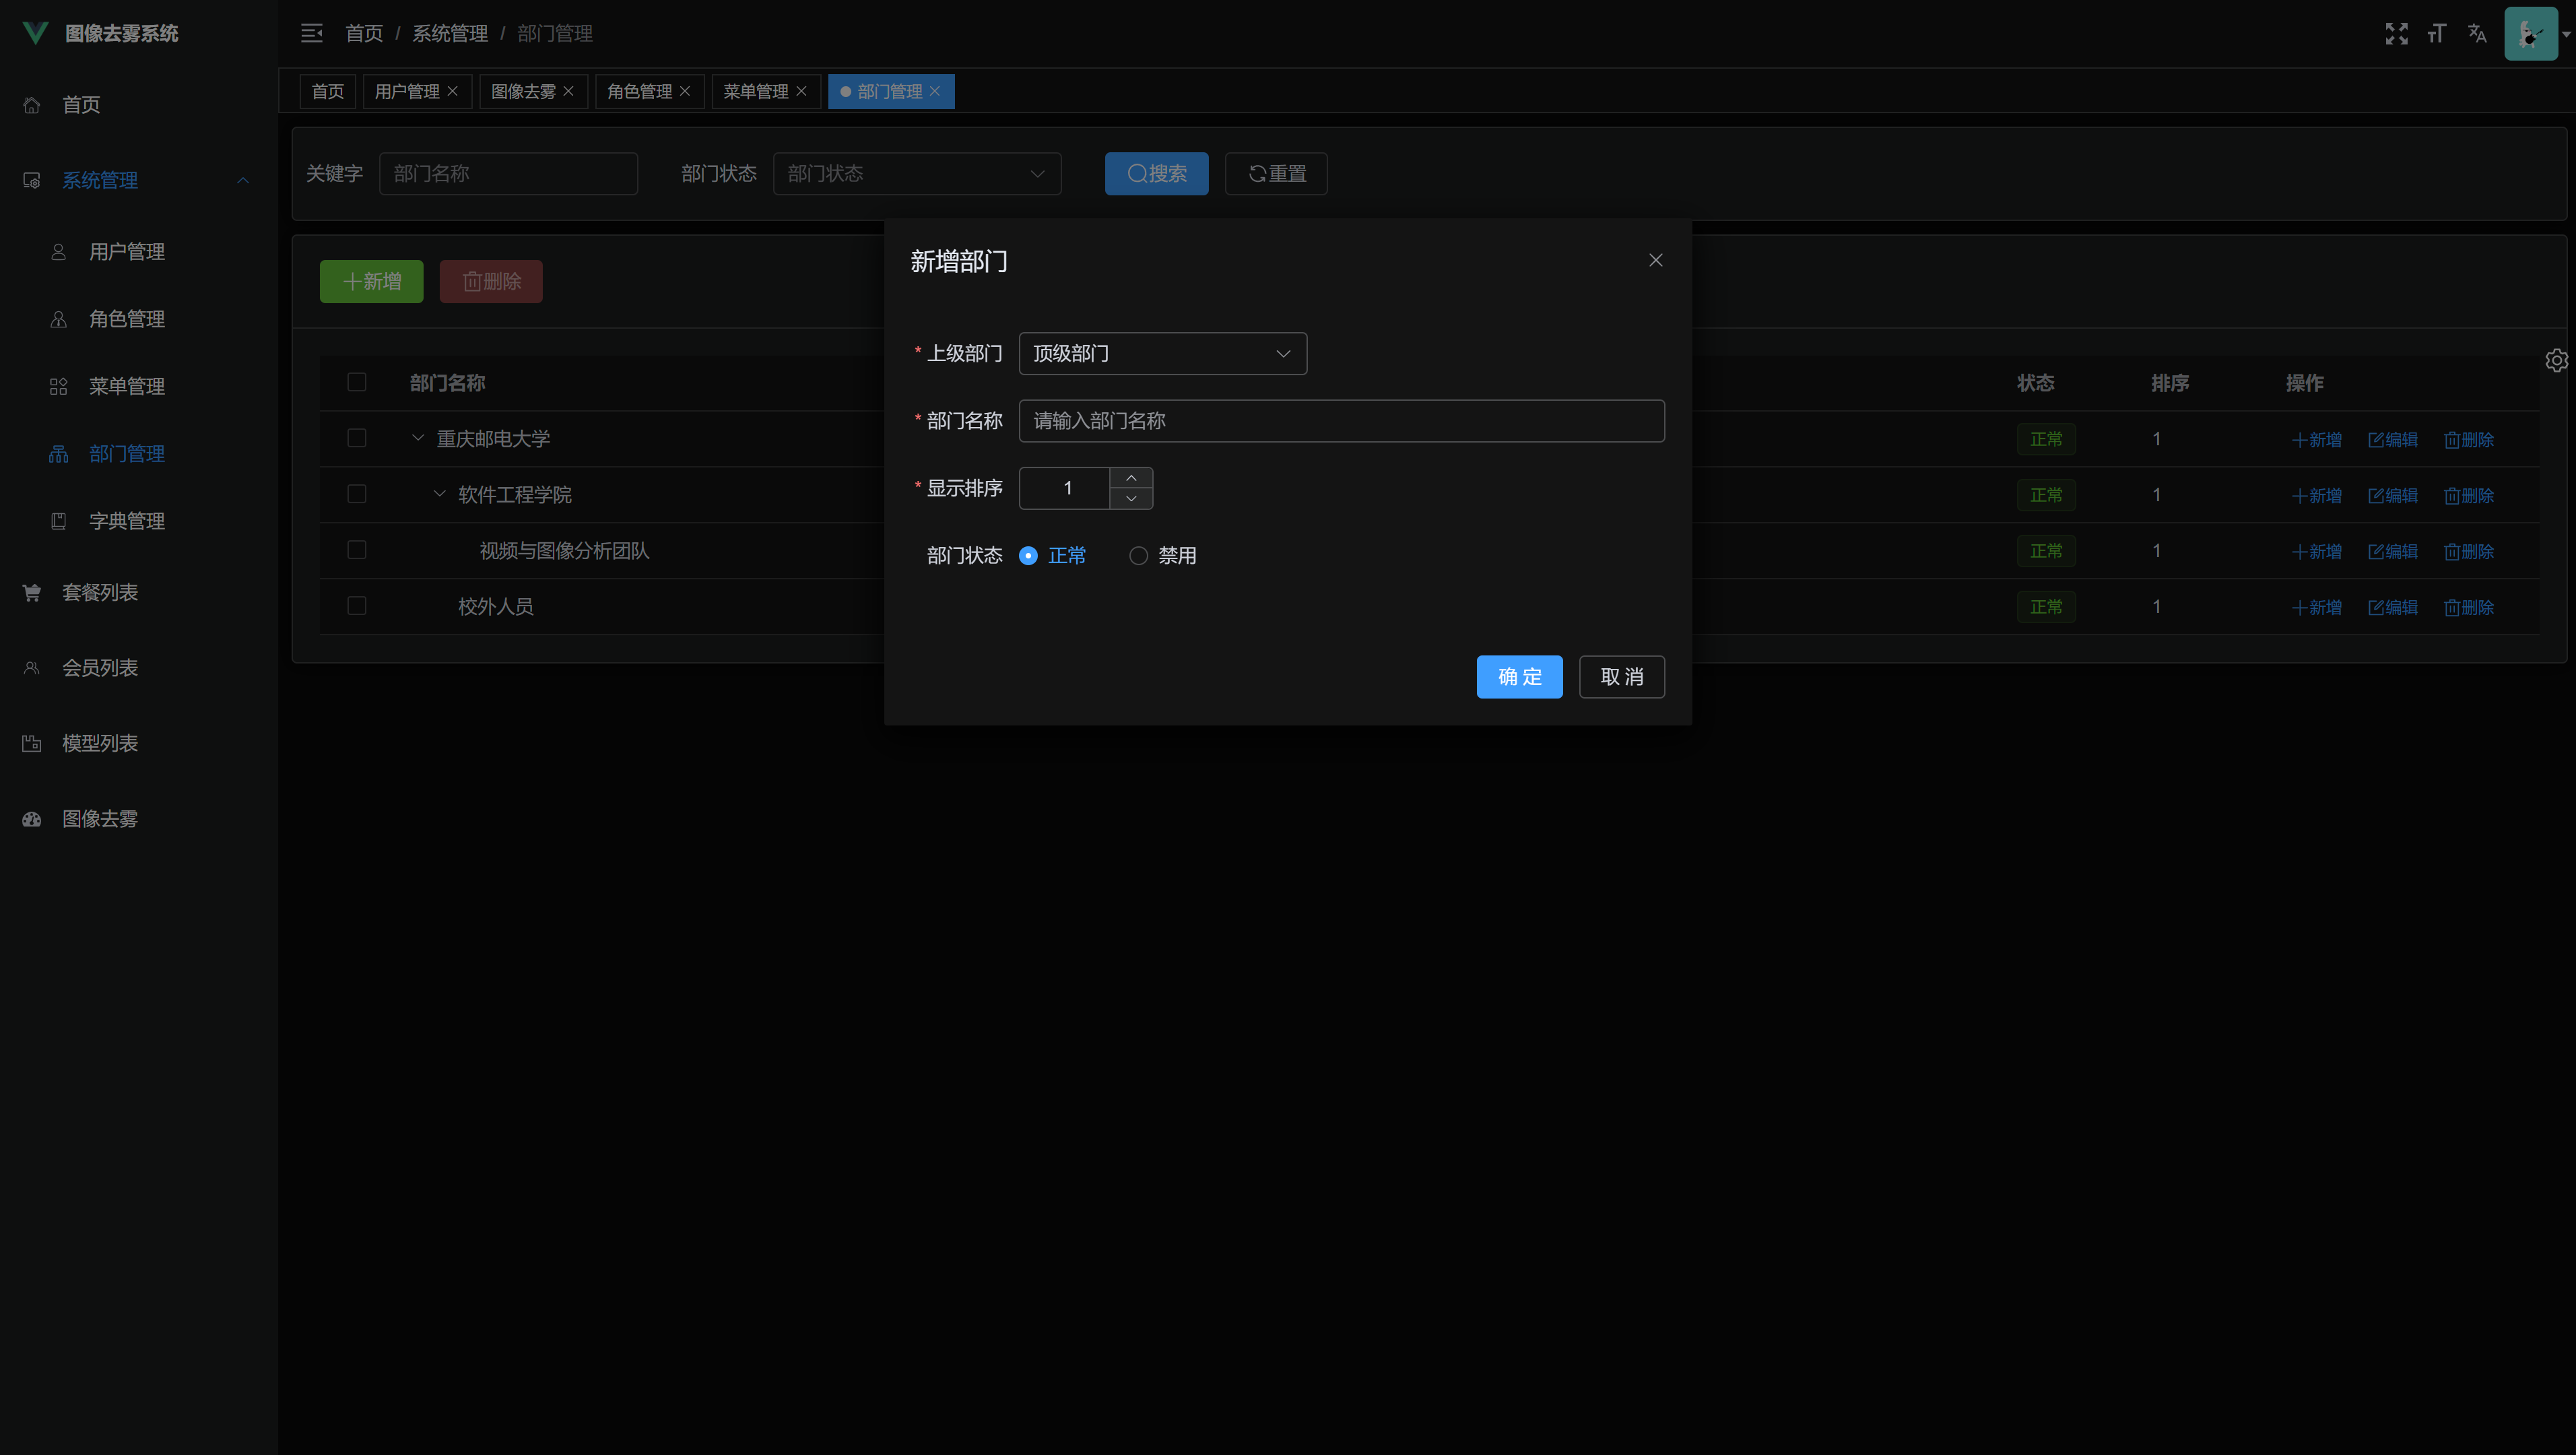 图像去雾系统
首页 / 系统管理 / 部门管理
首页 用户管理 图像去雾 角色管理 菜单管理 部门管理
首页
系统管理
用户管理
角色管理
菜单管理
部门管理
字典管理
套餐列表
会员列表
模型列表
图像去雾
关键字 部门名称 部门状态 部门状态 搜索 重置
新增 删除
部门名称 状态 排序 操作
重庆邮电大学 正常 1 新增 编辑 删除
软件工程学院 正常 1 新增 编辑 删除
视频与图像分析团队 正常 1 新增 编辑 删除
校外人员 正常 1 新增 编辑 删除
新增部门
* 上级部门 顶级部门
* 部门名称 请输入部门名称
* 显示排序 1
部门状态 正常 禁用
确 定 取 消